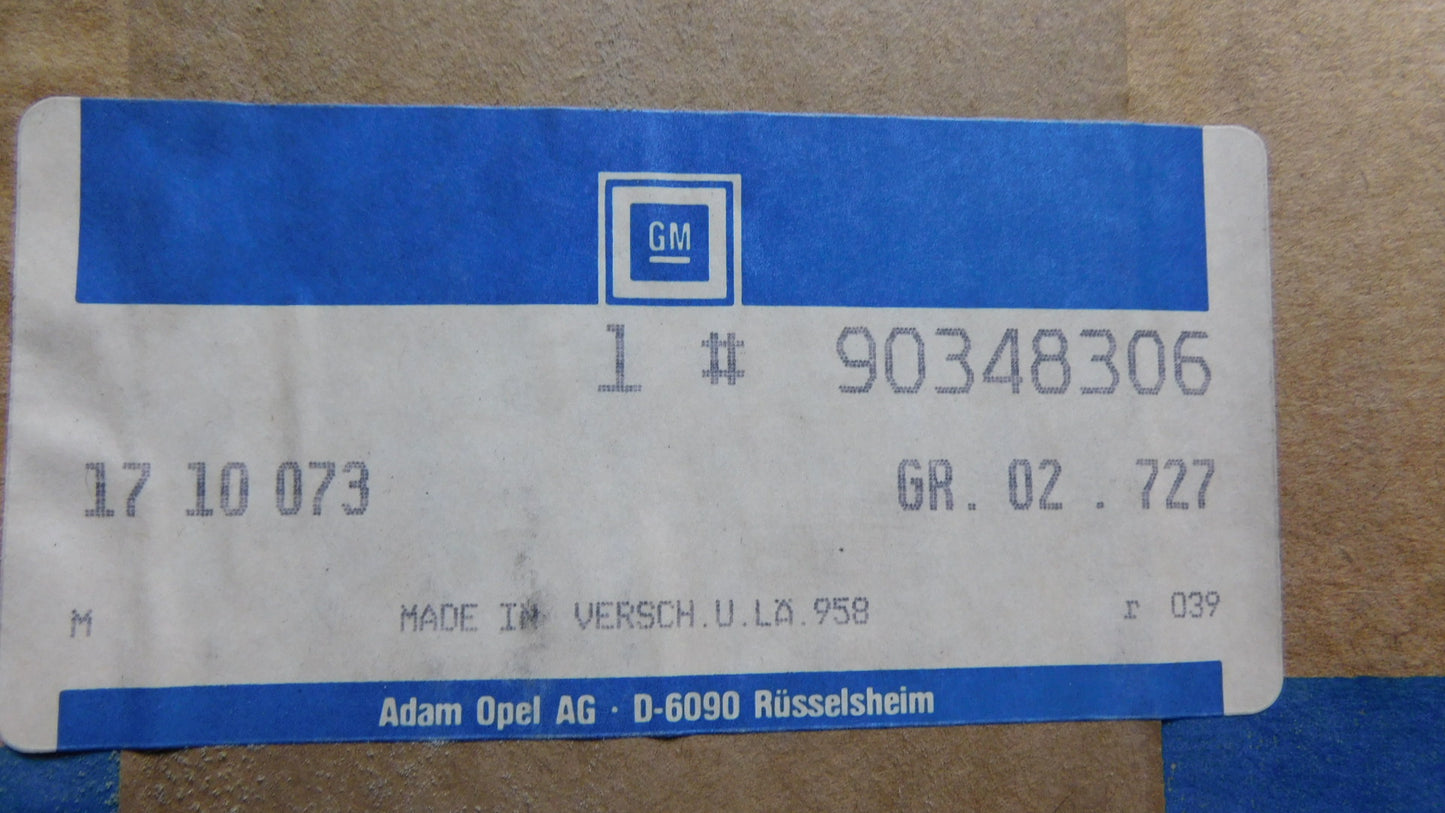 GM
1 # 90348306
17 10 073 GR. 02 . 727
M MADE IN VERSCH.U.LÄ.958 r 039
Adam Opel AG · D-6090 Rüsselsheim